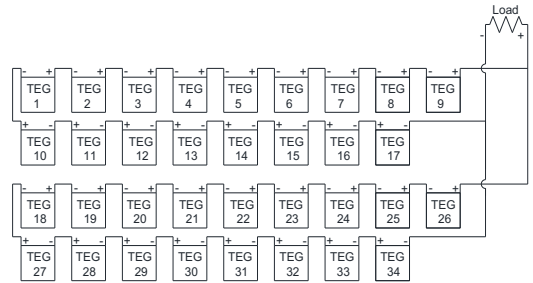 Load
- +
- + - + - + - + - + - + - + - + - +
TEG TEG TEG TEG TEG TEG TEG TEG TEG
1 2 3 4 5 6 7 8 9
+ - + - + - + - + - + - + - + -
TEG TEG TEG TEG TEG TEG TEG TEG
10 11 12 13 14 15 16 17
- + - + - + - + - + - + - + - + - +
TEG TEG TEG TEG TEG TEG TEG TEG TEG
18 19 20 21 22 23 24 25 26
+ - + - + - + - + - + - + - + -
TEG TEG TEG TEG TEG TEG TEG TEG
27 28 29 30 31 32 33 34